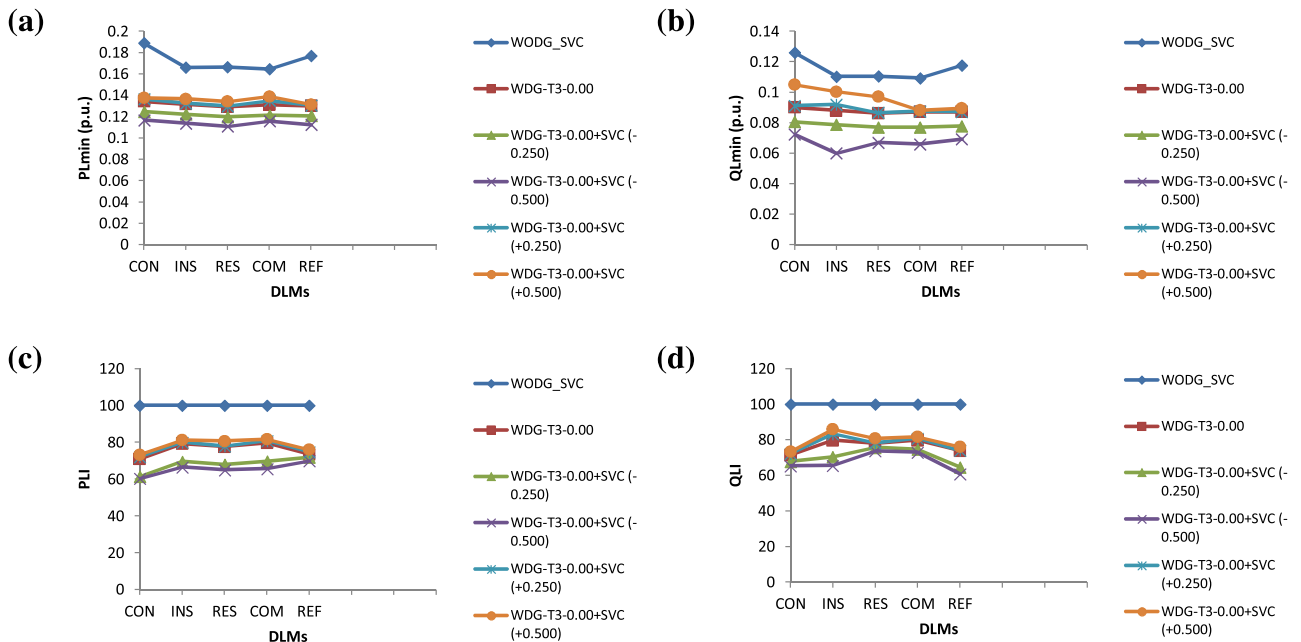 (a)
PLmin (p.u.)
0.2
0.18
0.16
0.14
0.12
0.1
0.08
0.06
0.04
0.02
0
CON INS RES COM REF
DLMs
WODG_SVC
WDG-T3-0.00
WDG-T3-0.00+SVC (-
0.250)
WDG-T3-0.00+SVC (-
0.500)
WDG-T3-0.00+SVC
(+0.250)
WDG-T3-0.00+SVC
(+0.500)
(b)
QLmin (p.u.)
0.14
0.12
0.1
0.08
0.06
0.04
0.02
0
CON INS RES COM REF
DLMs
WODG_SVC
WDG-T3-0.00
WDG-T3-0.00+SVC (-
0.250)
WDG-T3-0.00+SVC (-
0.500)
WDG-T3-0.00+SVC
(+0.250)
WDG-T3-0.00+SVC
(+0.500)
(c)
PLI
120
100
80
60
40
20
0
CON INS RES COM REF
DLMs
WODG_SVC
WDG-T3-0.00
WDG-T3-0.00+SVC (-
0.250)
WDG-T3-0.00+SVC (-
0.500)
WDG-T3-0.00+SVC
(+0.250)
WDG-T3-0.00+SVC
(+0.500)
(d)
QLI
120
100
80
60
40
20
0
CON INS RES COM REF
DLMs
WODG_SVC
WDG-T3-0.00
WDG-T3-0.00+SVC (-
0.250)
WDG-T3-0.00+SVC (-
0.500)
WDG-T3-0.00+SVC
(+0.250)
WDG-T3-0.00+SVC
(+0.500)